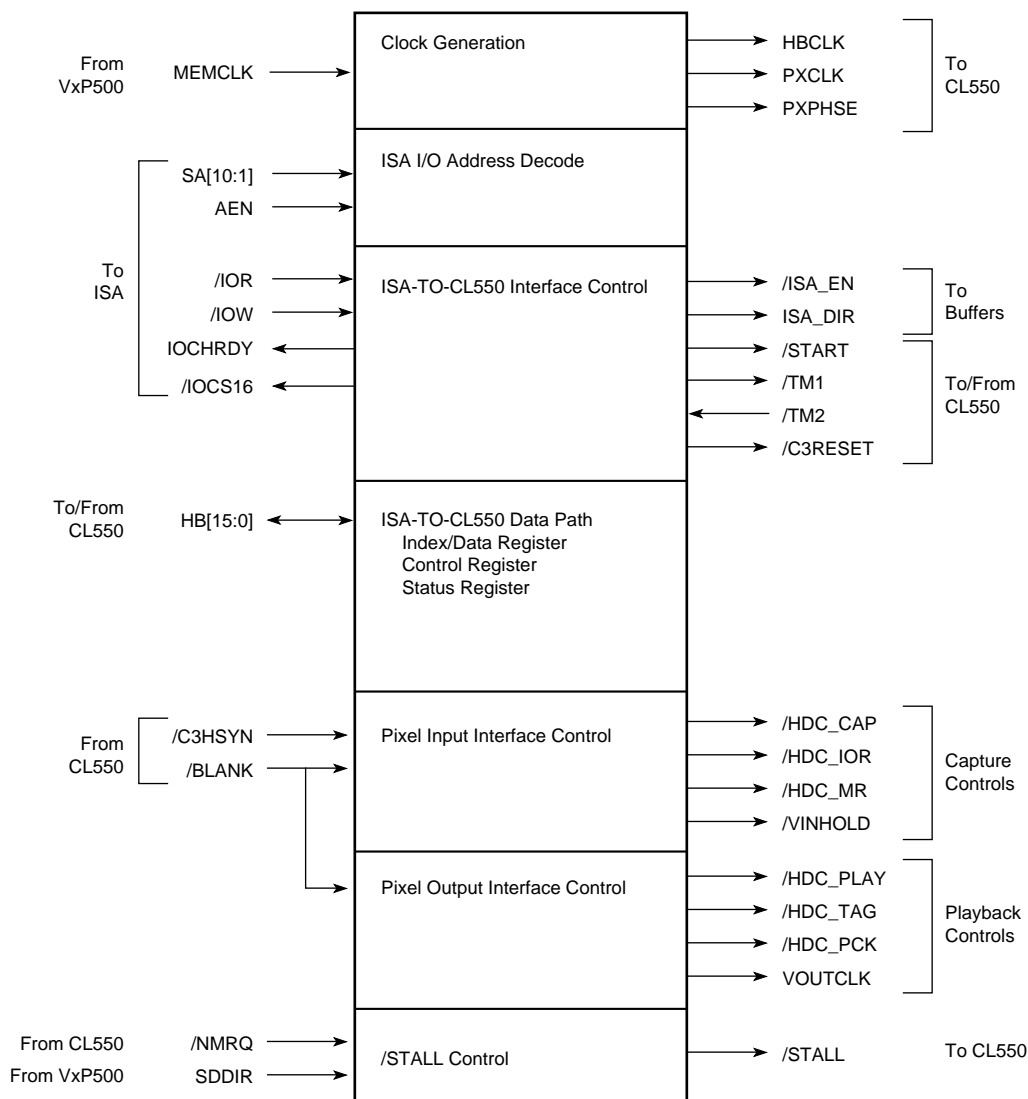 From
VxP500
MEMCLK
Clock Generation
HBCLK
PXCLK
PXPHSE
To
CL550
To
ISA
SA[10:1]
AEN
ISA I/O Address Decode
/IOR
/IOW
IOCHRDY
/IOCS16
ISA-TO-CL550 Interface Control
/ISA_EN
ISA_DIR
To
Buffers
/START
/TM1
/TM2
/C3RESET
To/From
CL550
To/From
CL550
HB[15:0]
ISA-TO-CL550 Data Path
Index/Data Register
Control Register
Status Register
From
CL550
/C3HSYN
/BLANK
Pixel Input Interface Control
/HDC_CAP
/HDC_IOR
/HDC_MR
/VINHOLD
Capture
Controls
Pixel Output Interface Control
/HDC_PLAY
/HDC_TAG
/HDC_PCK
VOUTCLK
Playback
Controls
From CL550
/NMRQ
From VxP500
SDDIR
/STALL Control
/STALL
To CL550